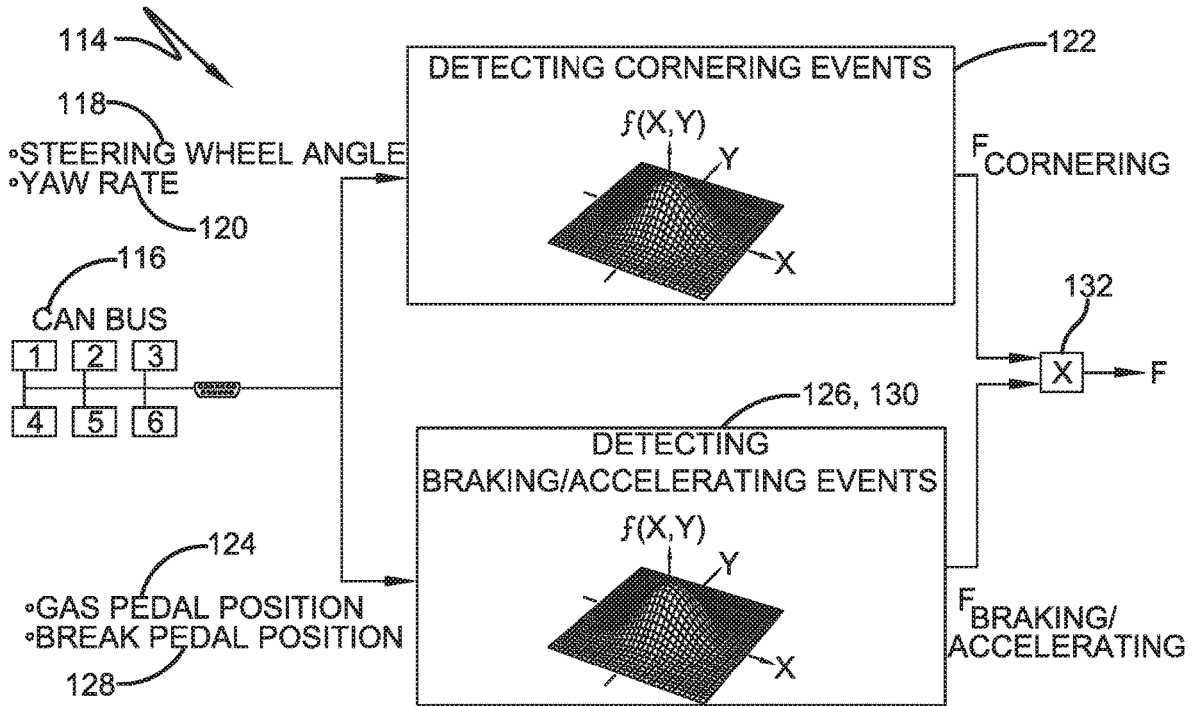 114
118
∘STEERING WHEEL ANGLE
∘YAW RATE
120
116
CAN BUS
1 2 3
4 5 6
124
∘GAS PEDAL POSITION
∘BREAK PEDAL POSITION
128
122
DETECTING CORNERING EVENTS
f(X,Y)
Y
X
F CORNERING
126, 130
DETECTING
BRAKING/ACCELERATING EVENTS
f(X,Y)
Y
X
F BRAKING/
ACCELERATING
132
X
F